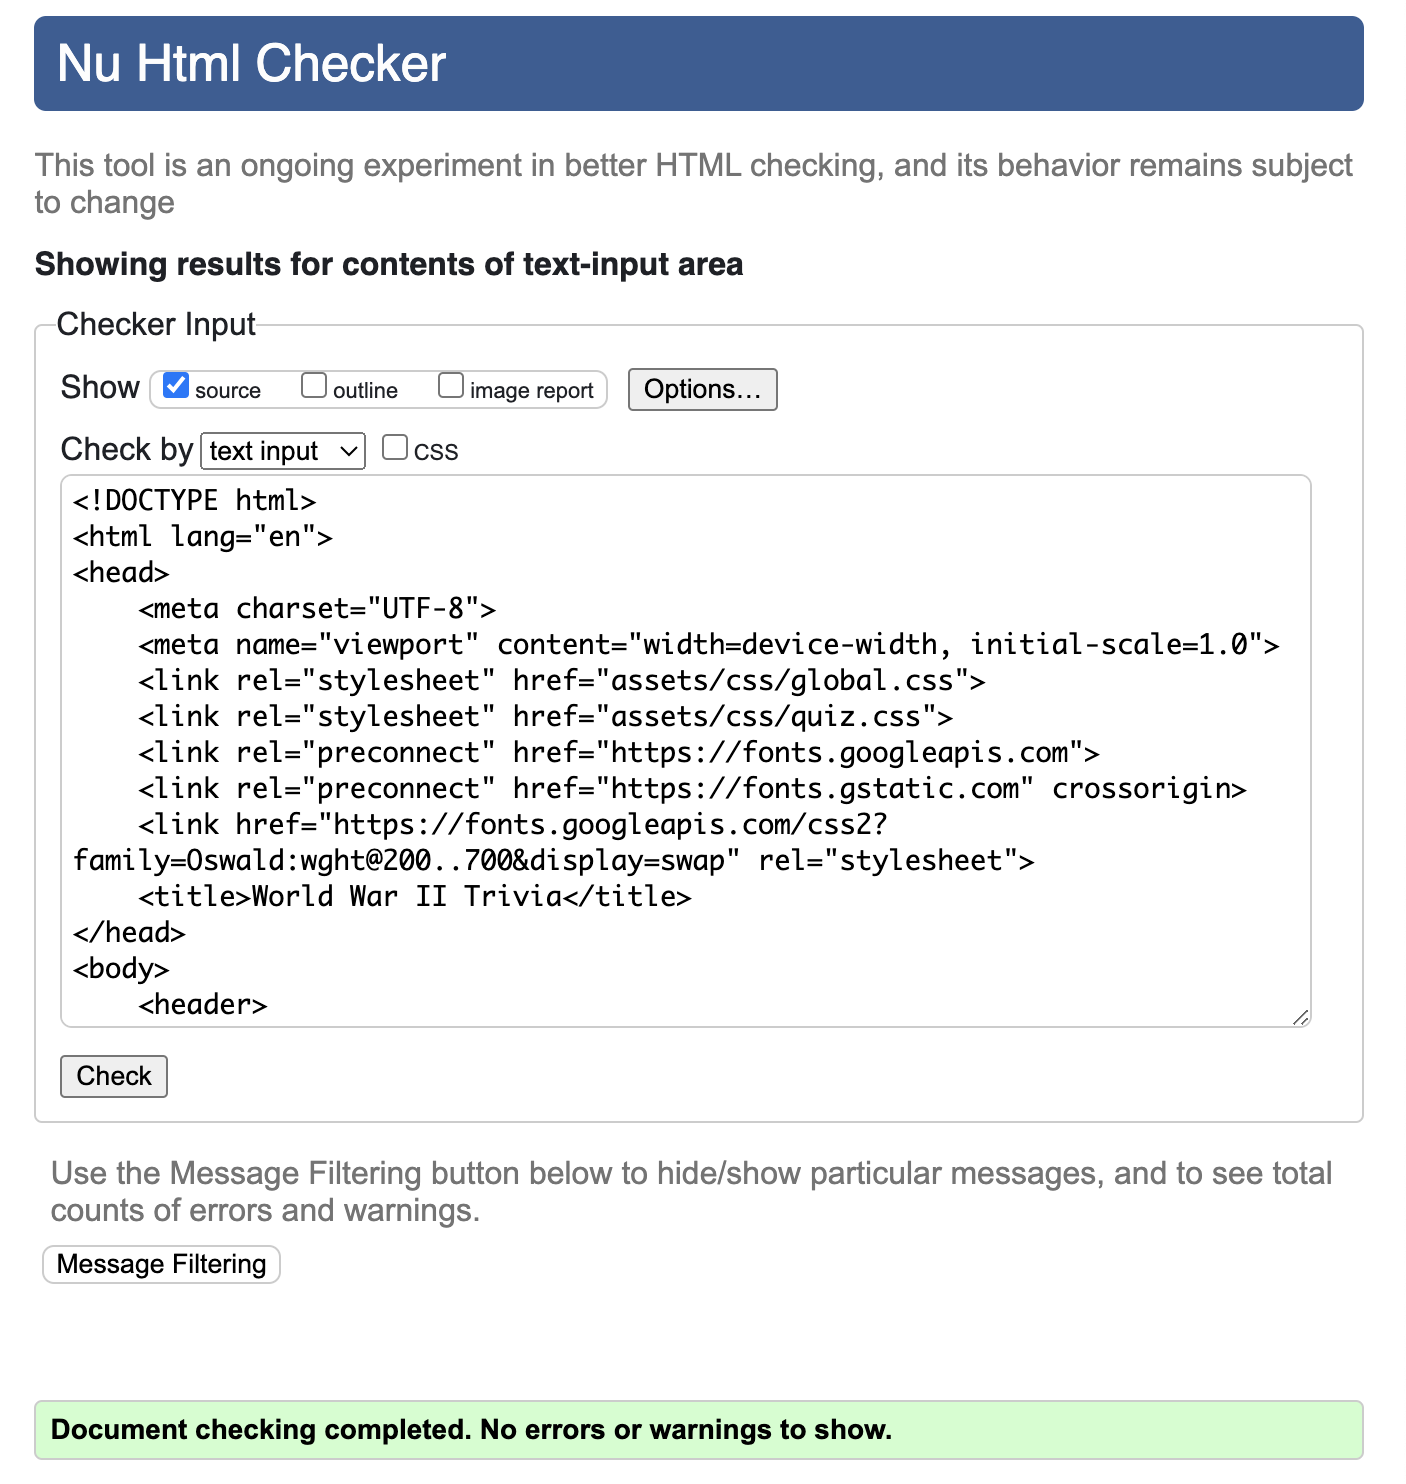 Nu Html Checker
This tool is an ongoing experiment in better HTML checking, and its behavior remains subject
to change
Showing results for contents of text-input area
Checker Input
Show source outline image report Options...
Check by text input CSS
<!DOCTYPE html>
<html lang="en">
<head>
    <meta charset="UTF-8">
    <meta name="viewport" content="width=device-width, initial-scale=1.0">
    <link rel="stylesheet" href="assets/css/global.css">
    <link rel="stylesheet" href="assets/css/quiz.css">
    <link rel="preconnect" href="https://fonts.googleapis.com">
    <link rel="preconnect" href="https://fonts.gstatic.com" crossorigin>
    <link href="https://fonts.googleapis.com/css2?
family=Oswald:wght@200..700&display=swap" rel="stylesheet">
    <title>World War II Trivia</title>
</head>
<body>
    <header>
Check
Use the Message Filtering button below to hide/show particular messages, and to see total
counts of errors and warnings.
Message Filtering
Document checking completed. No errors or warnings to show.